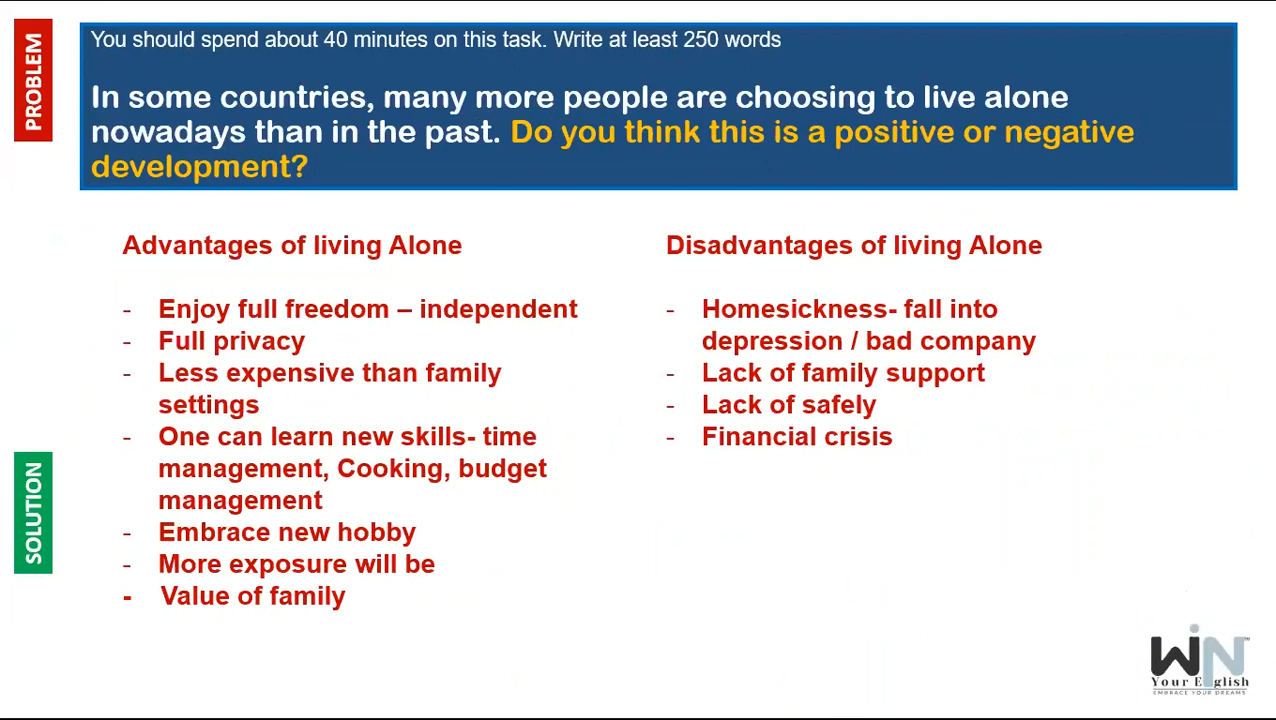 PROBLEM
You should spend about 40 minutes on this task. Write at least 250 words
In some countries, many more people are choosing to live alone
nowadays than in the past. Do you think this is a positive or negative
development?
Advantages of living Alone
- Enjoy full freedom – independent
- Full privacy
- Less expensive than family
settings
- One can learn new skills- time
management, Cooking, budget
management
- Embrace new hobby
- More exposure will be
- Value of family
Disadvantages of living Alone
- Homesickness- fall into
depression / bad company
- Lack of family support
- Lack of safely
- Financial crisis
SOLUTION
WiN™
Your English
EMBRACE YOUR DREAMS